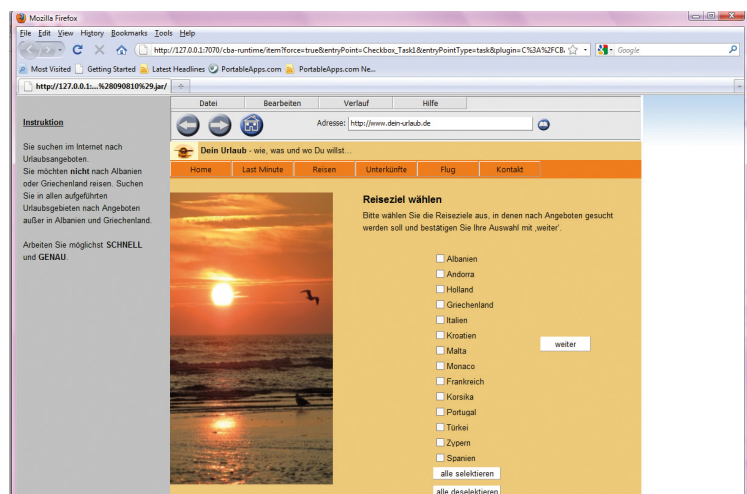 Mozilla Firefox
File Edit View History Bookmarks Tools Help
http://127.0.0.1:7070/cba-runtime/item?force=true&entryPoint=Checkbox_Task1&entryPointType=task&plugin=C%3A%2FCB. Google
Most Visited Getting Started Latest Headlines PortableApps.com PortableApps.com Ne...
http://127.0.0.1:...%28090810%29.jar/
Datei Bearbeiten Verlauf Hilfe
Adresse: http://www.dein-urlaub.de
Dein Urlaub - wie, was und wo Du willst...
Home Last Minute Reisen Unterkünfte Flug Kontakt
Instruktion
Sie suchen im Internet nach
Urlaubsangeboten.
Sie möchten nicht nach Albanien
oder Griechenland reisen. Suchen
Sie in allen aufgeführten
Urlaubsgebieten nach Angeboten
außer in Albanien und Griechenland.
Arbeiten Sie möglichst SCHNELL
und GENAU.
Reiseziel wählen
Bitte wählen Sie die Reiseziele aus, in denen nach Angeboten gesucht
werden soll und bestätigen Sie Ihre Auswahl mit ‚weiter'.
Albanien
Andorra
Holland
Griechenland
Italien
Kroatien
Malta
Monaco
Frankreich
Korsika
Portugal
Türkei
Zypern
Spanien
weiter
alle selektieren
alle deselektieren